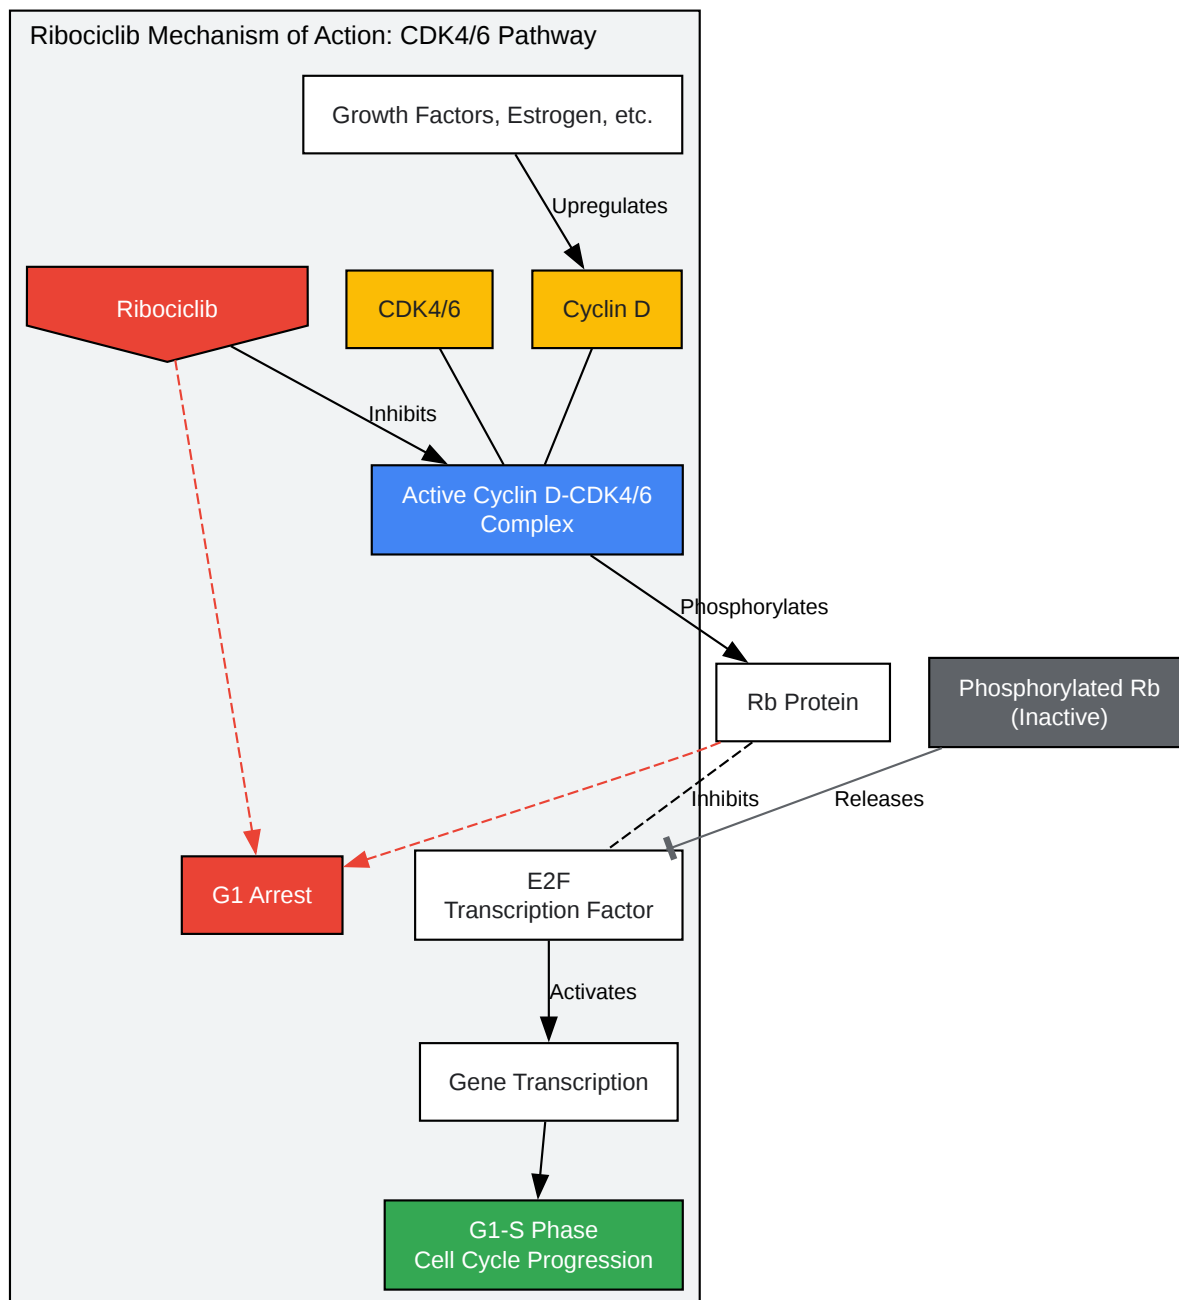 Ribociclib Mechanism of Action: CDK4/6 Pathway
Growth Factors, Estrogen, etc.
Upregulates
Ribociclib
CDK4/6
Cyclin D
Inhibits
Active Cyclin D-CDK4/6
Complex
Phosphorylates
Rb Protein
Phosphorylated Rb
(Inactive)
Inhibits
Releases
G1 Arrest
E2F
Transcription Factor
Activates
Gene Transcription
G1-S Phase
Cell Cycle Progression